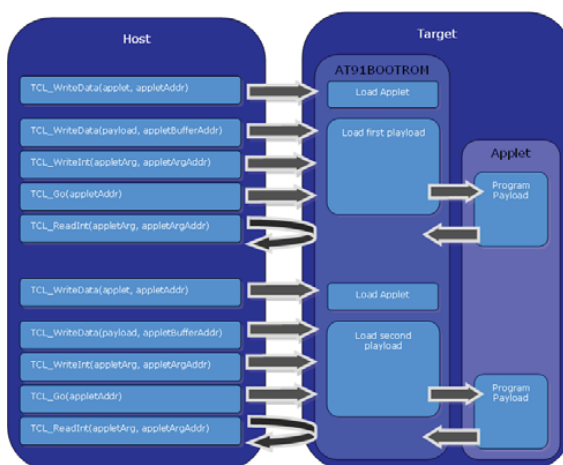 Host
Target
AT91BOOTROM
TCL_WriteData(applet, appletAddr)
Load Applet
TCL_WriteData(payload, appletBufferAddr)
Load first playload
TCL_WriteInt(appletArg, appletArgAddr)
Applet
TCL_Go(appletAddr)
Program
Payload
TCL_ReadInt(appletArg, appletArgAddr)
TCL_WriteData(applet, appletAddr)
Load Applet
TCL_WriteData(payload, appletBufferAddr)
Load second
playload
TCL_WriteInt(appletArg, appletArgAddr)
TCL_Go(appletAddr)
Program
Payload
TCL_ReadInt(appletArg, appletArgAddr)